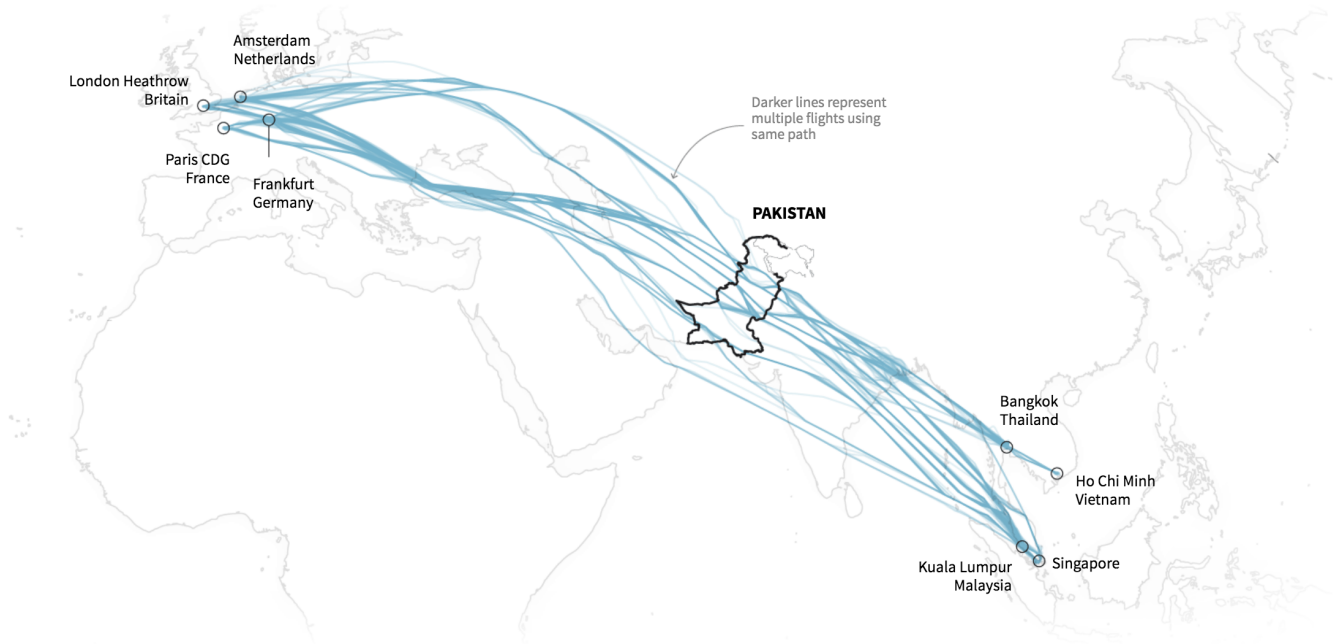 Amsterdam
Netherlands
London Heathrow
Britain
Darker lines represent
multiple flights using
same path
Paris CDG
France
Frankfurt
Germany
PAKISTAN
Bangkok
Thailand
Ho Chi Minh
Vietnam
Kuala Lumpur
Malaysia
Singapore